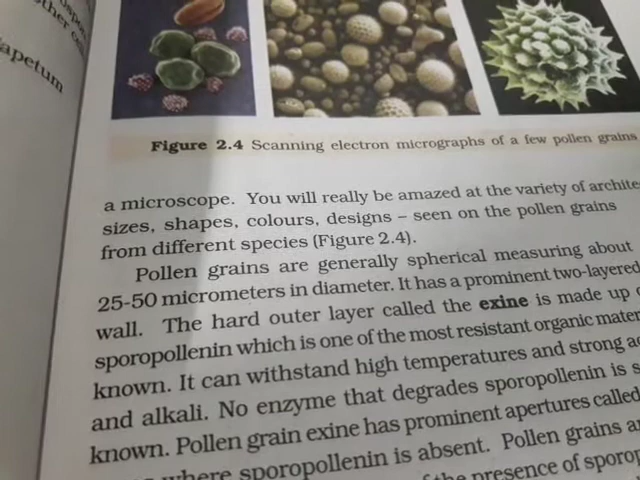 other
apetum
Figure 2.4 Scanning electron micrographs of a few pollen grains
a microscope. You will really be amazed at the variety of archite
sizes, shapes, colours, designs – seen on the pollen grains
from different species (Figure 2.4).
Pollen grains are generally spherical measuring about
25-50 micrometers in diameter. It has a prominent two-layered
wall. The hard outer layer called the exine is made up
sporopollenin which is one of the most resistant organic mater
known. It can withstand high temperatures and strong
and alkali. No enzyme that degrades sporopollenin is
known. Pollen grain exine has prominent apertures called
where sporopollenin is absent. Pollen grains
the presence of sporop